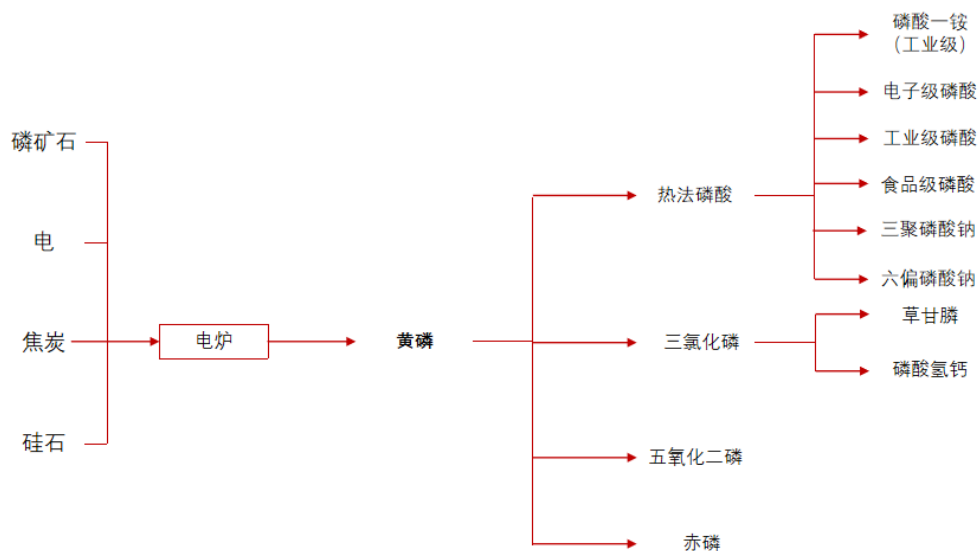 磷矿石
电
焦炭
硅石
电炉
黄磷
热法磷酸
三氯化磷
五氧化二磷
赤磷
磷酸一铵
（工业级）
电子级磷酸
工业级磷酸
食品级磷酸
三聚磷酸钠
六偏磷酸钠
草甘膦
磷酸氢钙